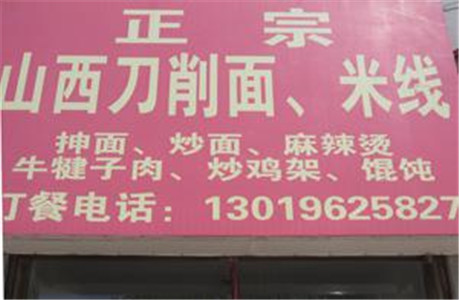 正宗
山西刀削面、米线
抻面、炒面、麻辣烫
牛犍子肉、炒鸡架、馄饨
订餐电话：13019625827